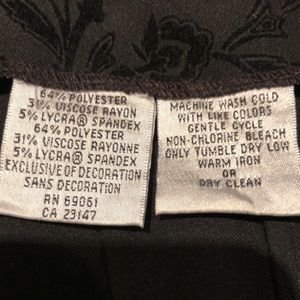 64% POLYESTER
31% VISCOSE RAYON
5% LYCRA® SPANDEX
64% POLYESTER
31% VISCOSE RAYONNE
5% LYCRA® SPANDEX
EXCLUSIVE OF DECORATION
SANS DECORATION
RN 69061
CA 23147
MACHINE WASH COLD
WITH LIKE COLORS
GENTLE CYCLE
NON-CHLORINE BLEACH
ONLY TUMBLE DRY LOW
WARM IRON
OR
DRY CLEAN